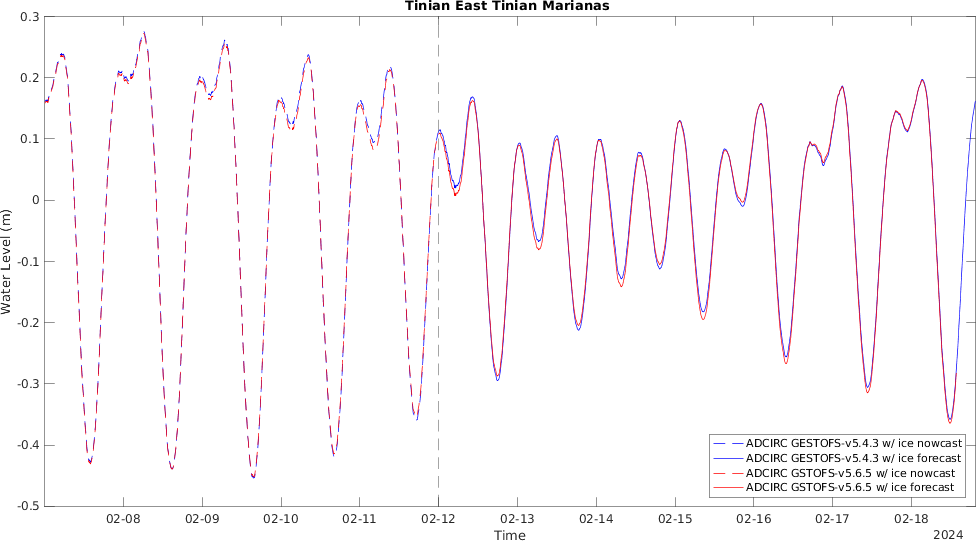 Tinian East Tinian Marianas
0.3
0.2
0.1
0
-0.1
-0.2
-0.3
-0.4
-0.5
Water Level (m)
ADCIRC GESTOFS-v5.4.3 w/ ice nowcast
ADCIRC GESTOFS-v5.4.3 w/ ice forecast
ADCIRC GSTOFS-v5.6.5 w/ ice nowcast
ADCIRC GSTOFS-v5.6.5 w/ ice forecast
02-08 02-09 02-10 02-11 02-12 02-13 02-14 02-15 02-16 02-17 02-18
Time
2024